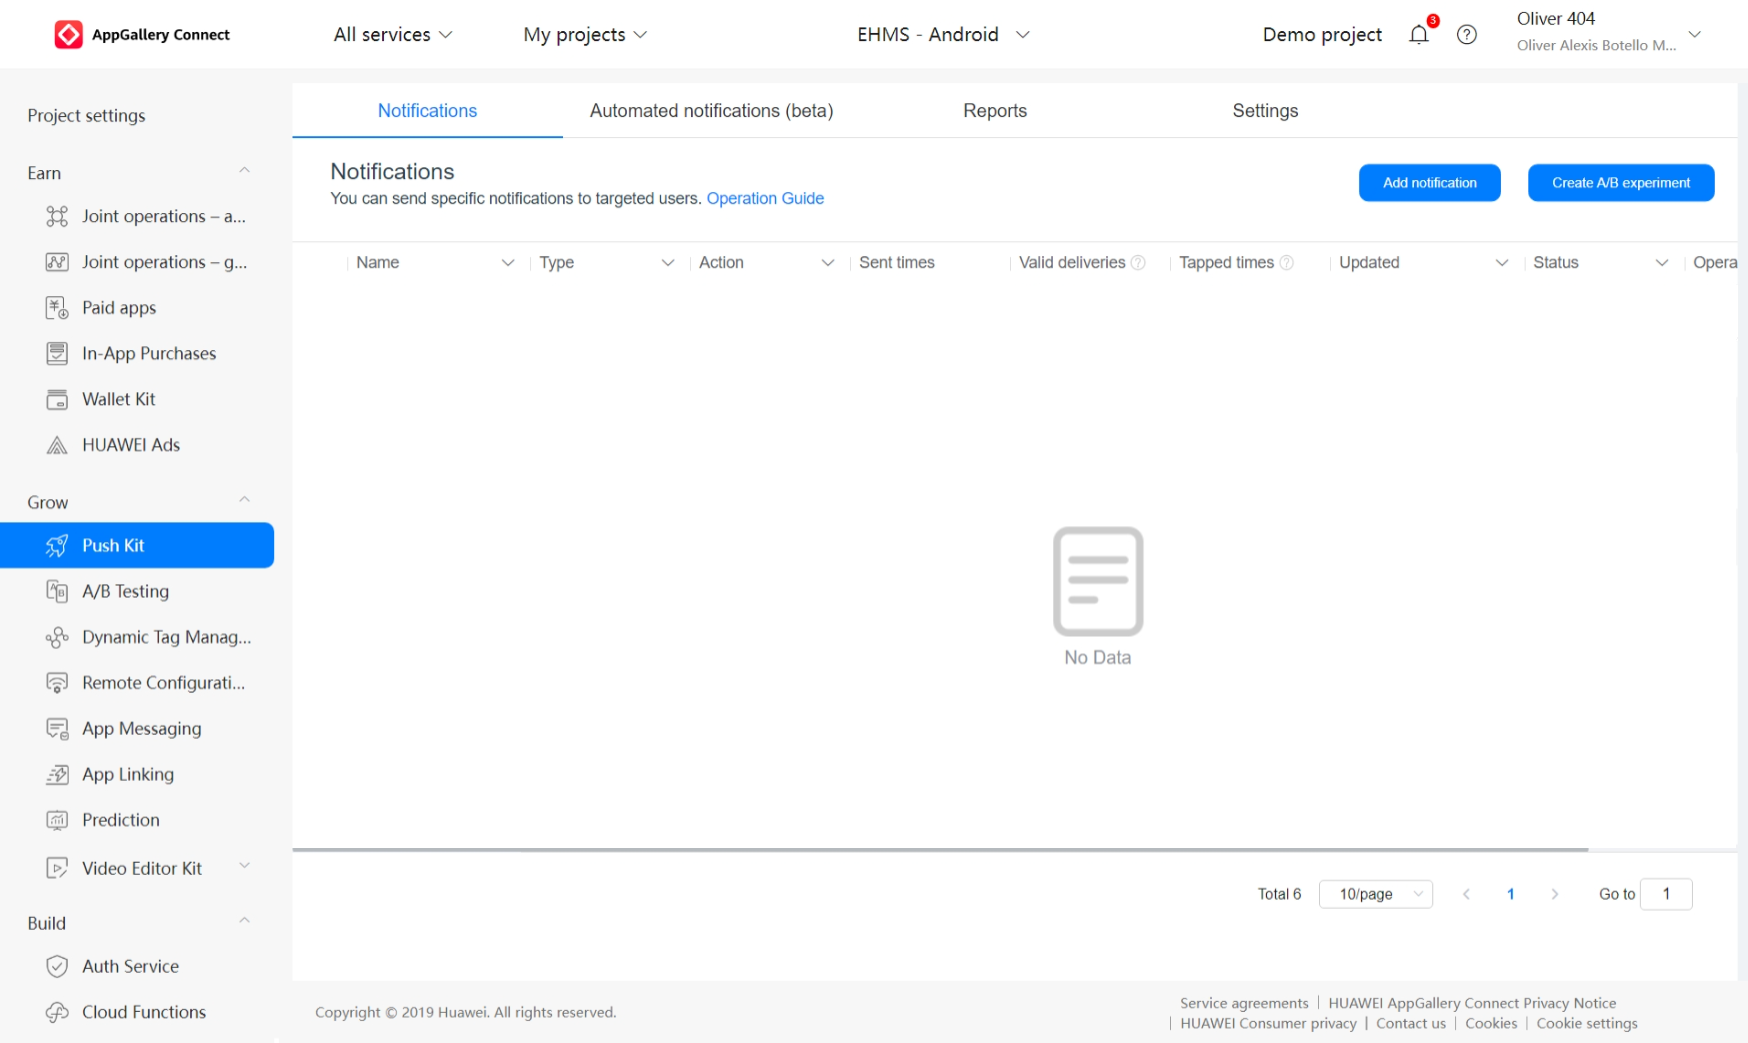 AppGallery Connect
All services
My projects
EHMS - Android
Demo project
3
Oliver 404
Oliver Alexis Botello M...
Project settings
Earn
Joint operations – a...
Joint operations – g...
Paid apps
In-App Purchases
Wallet Kit
HUAWEI Ads
Grow
Push Kit
A/B Testing
Dynamic Tag Manag...
Remote Configurati...
App Messaging
App Linking
Prediction
Video Editor Kit
Build
Auth Service
Cloud Functions
Notifications
Automated notifications (beta)
Reports
Settings
Notifications
You can send specific notifications to targeted users. Operation Guide
Add notification
Create A/B experiment
Name
Type
Action
Sent times
Valid deliveries
Tapped times
Updated
Status
Opera
No Data
Total 6
10/page
1
Go to
1
Copyright © 2019 Huawei. All rights reserved.
Service agreements | HUAWEI AppGallery Connect Privacy Notice
| HUAWEI Consumer privacy | Contact us | Cookies | Cookie settings